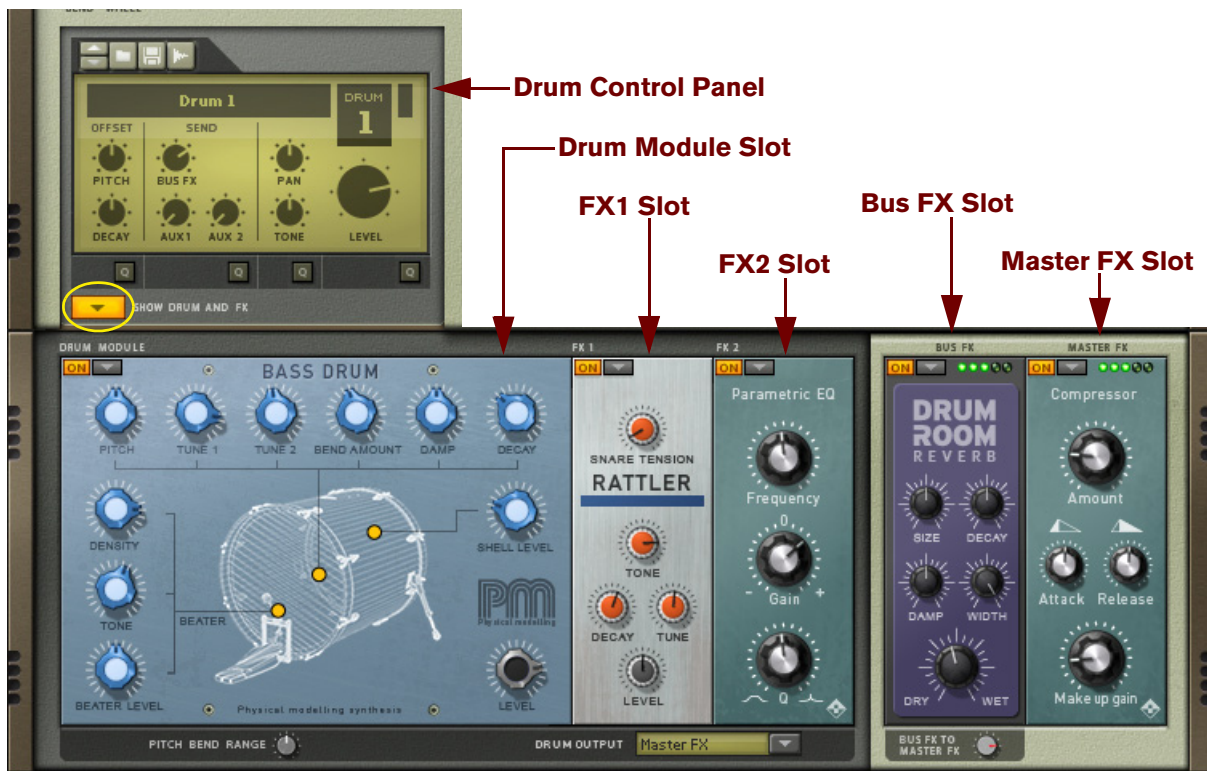 BEND WHEEL
Drum Control Panel
Drum 1
DRUM
1
OFFSET SEND
PITCH BUS FX PAN
DECAY AUX 1 AUX 2 TONE LEVEL
Q Q Q Q
SHOW DRUM AND FX
Drum Module Slot
FX1 Slot
FX2 Slot
Bus FX Slot
Master FX Slot
DRUM MODULE
ON
BASS DRUM
PITCH TUNE 1 TUNE 2 BEND AMOUNT DAMP DECAY
DENSITY
SHELL LEVEL
TONE
BEATER
PM
Physical modelling
BEATER LEVEL
Physical modelling synthesis
LEVEL
FX 1
ON
SNARE TENSION
RATTLER
TONE
DECAY TUNE
LEVEL
FX 2
ON
Parametric EQ
Frequency
0
- Gain +
Q
BUS FX
ON
DRUM
ROOM
REVERB
SIZE DECAY
DAMP WIDTH
DRY WET
MASTER FX
ON
Compressor
Amount
Attack Release
Make up gain
PITCH BEND RANGE
DRUM OUTPUT Master FX
BUS FX TO
MASTER FX